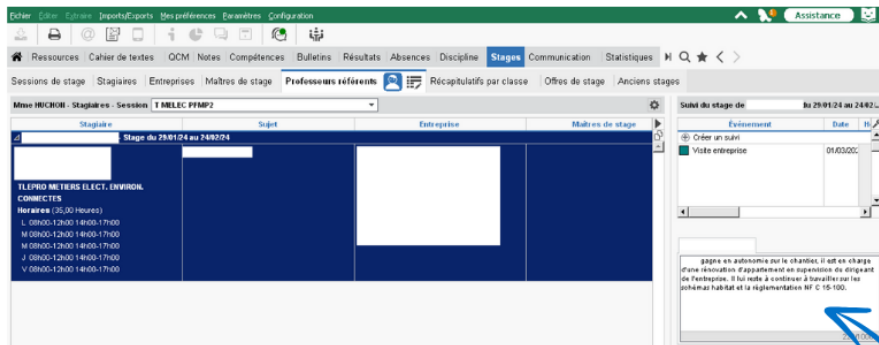 Fichier Editer Extraire Imports/Exports Mes préférences Paramètres Configuration
Assistance
Ressources Cahier de textes QCM Notes Compétences Bulletins Résultats Absences Discipline Stages Communication Statistiques
Sessions de stage Stagiaires Entreprises Maîtres de stage Professeurs référents Récapitulatifs par classe Offres de stage Anciens stages
Mme HUCHON - Stagiaires - Session T MELEC PFMP2
Suivi du stage de du 29/01/24 au 24/02
Stagiaire Sujet Entreprise Maîtres de stage
Evénement Date
- Stage du 29/01/24 au 24/02/24
Créer un suivi
Visite entreprise 01/03/202
TLEPRO METIERS ELECT. ENVIRON.
CONNECTES
Horaires (35,00 Heures)
L 08h00-12h00 14h00-17h00
M 08h00-12h00 14h00-17h00
M 08h00-12h00 14h00-17h00
J 08h00-12h00 14h00-17h00
V 08h00-12h00 14h00-17h00
gagne en autonomie sur le chantier, il est en charge
d'une rénovation d'appartement en supervision du dirigeant
de l'entreprise. Il lui reste à continuer à travailler sur les
schémas habitat et la réglementation NF C 15-100.